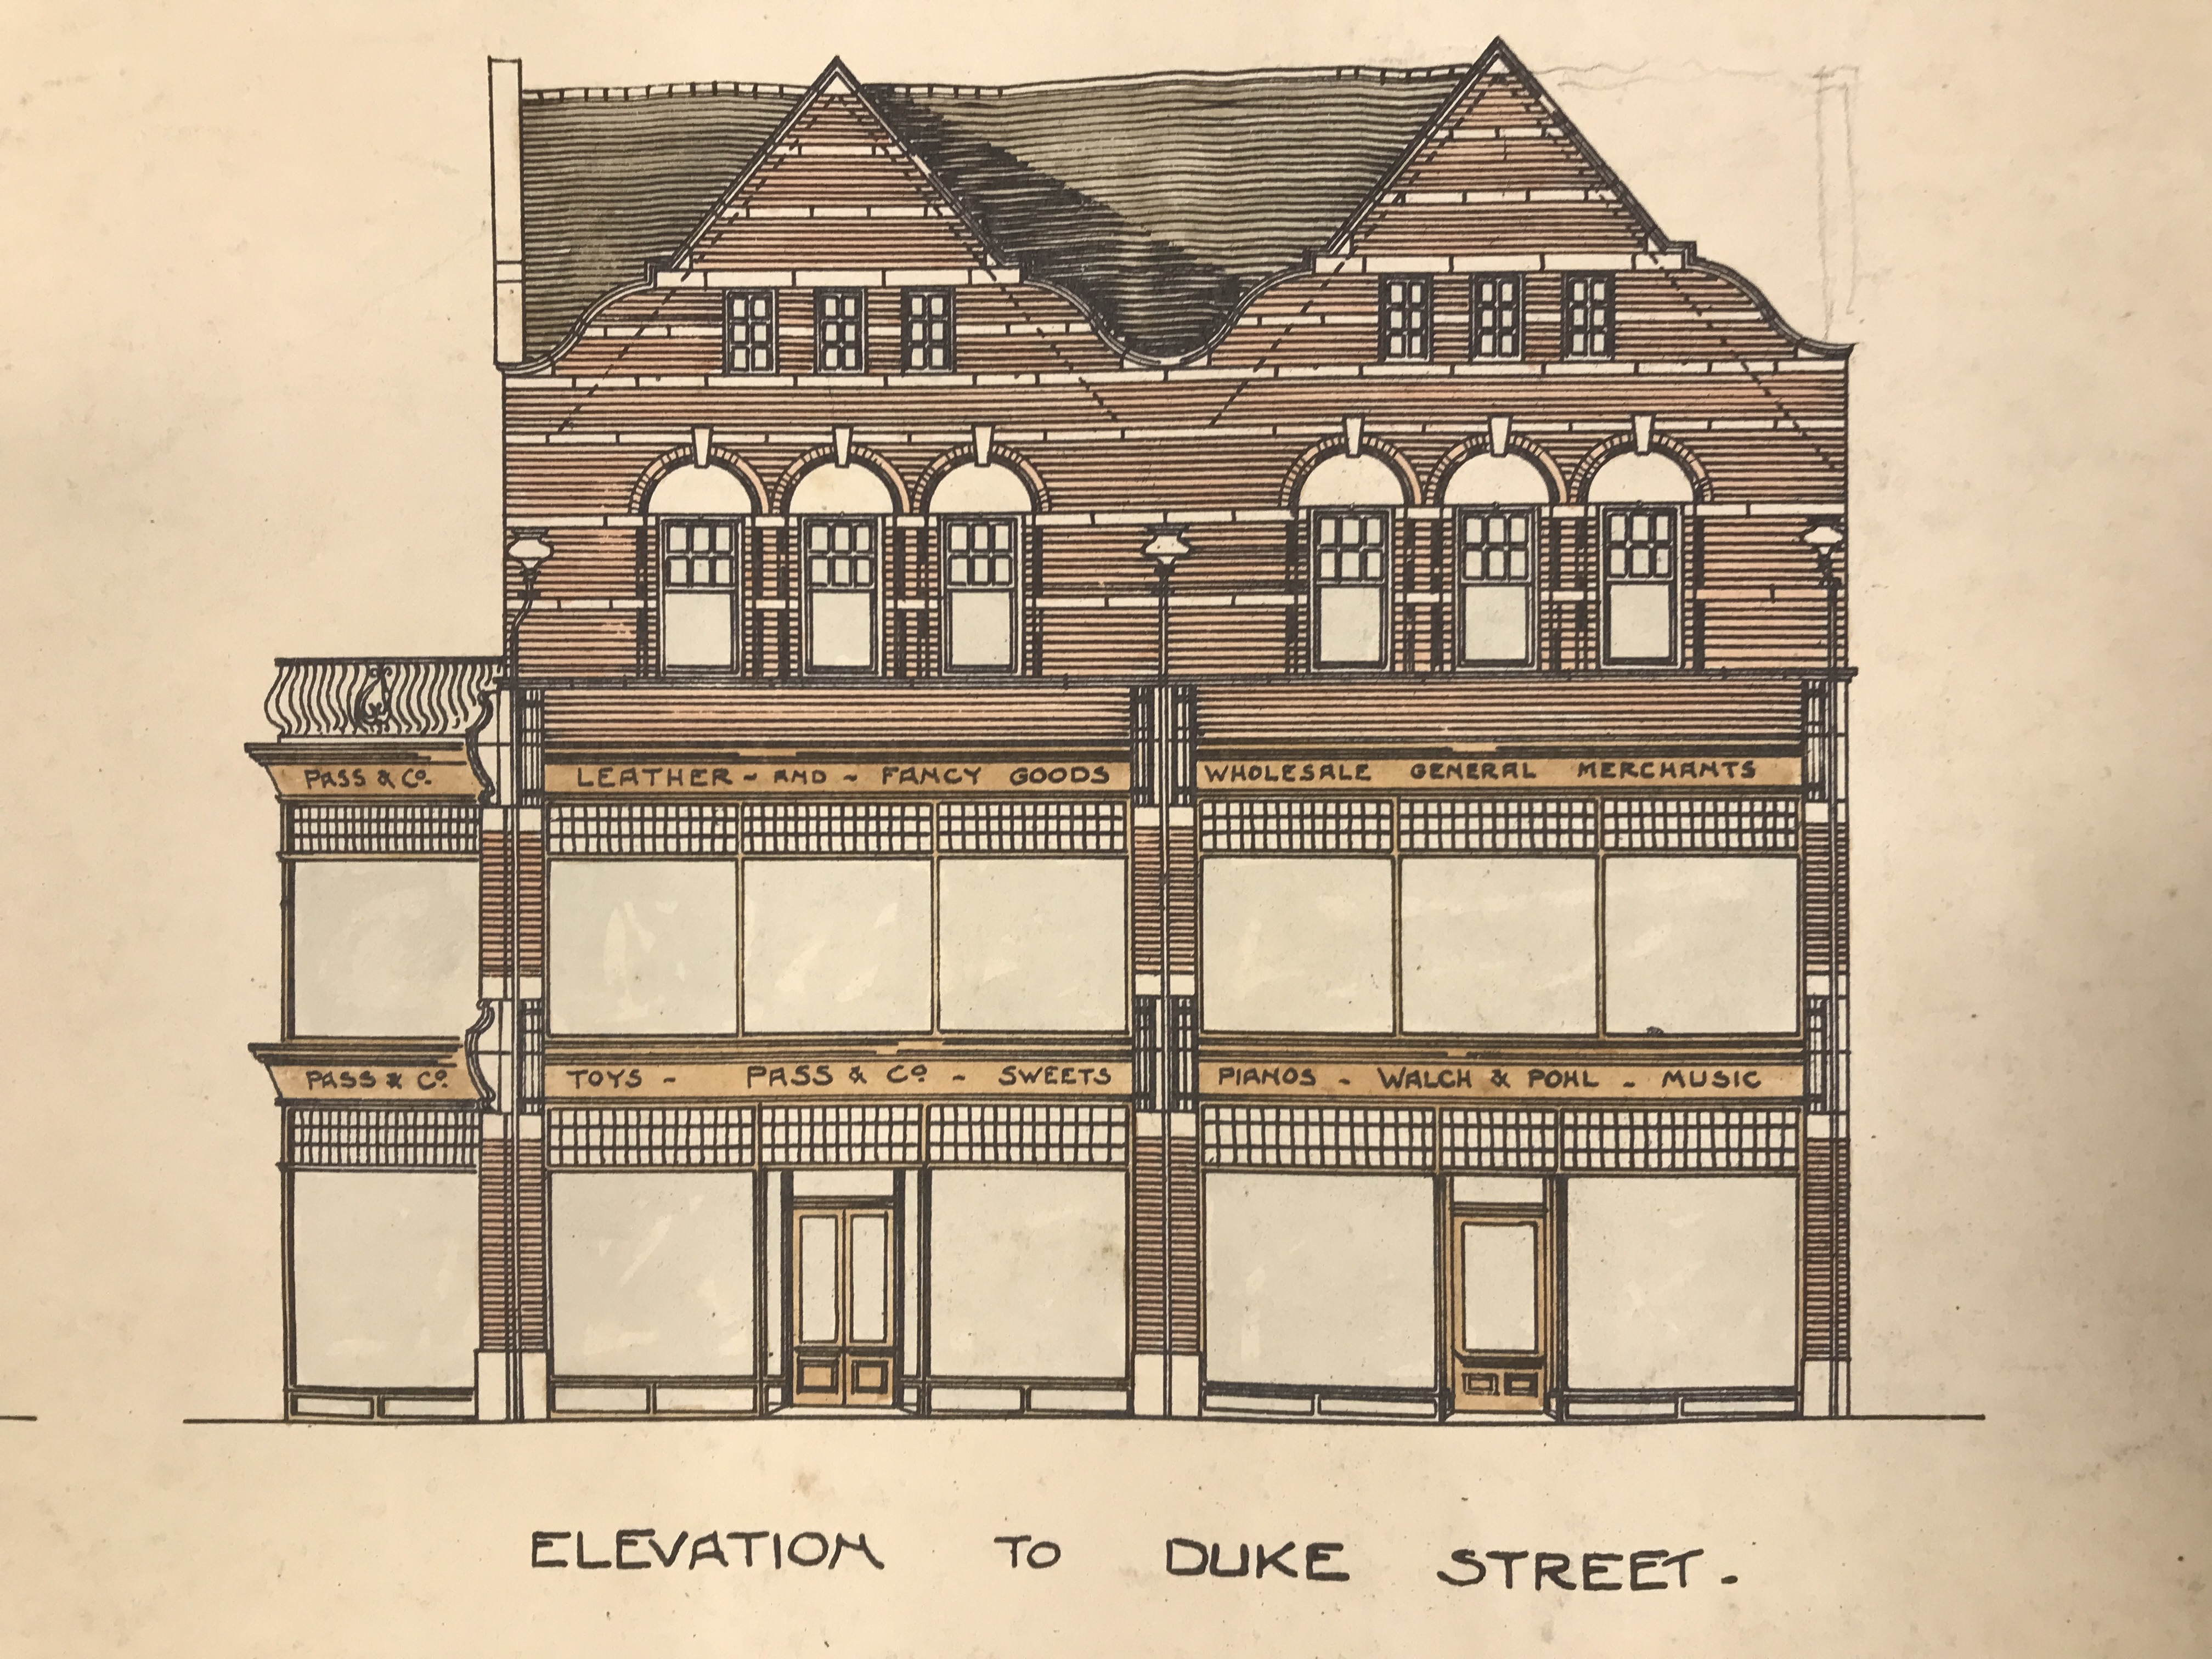 PASS & Co.
LEATHER - AND - FANCY GOODS
WHOLESALE GENERAL MERCHANTS
PASS & Co
TOYS - PASS & Co - SWEETS
PIANOS - WALCH & POHL - MUSIC
ELEVATION TO DUKE STREET.